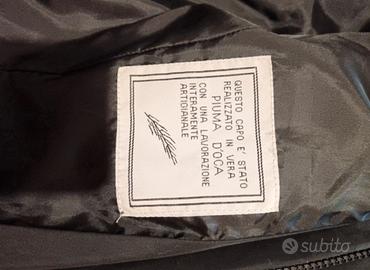 QUESTO CAPO E' STATO
REALIZZATO IN VERA
PIUMA D'OCA
CON UNA LAVORAZIONE
INTERAMENTE
ARTIGIANALE
subito